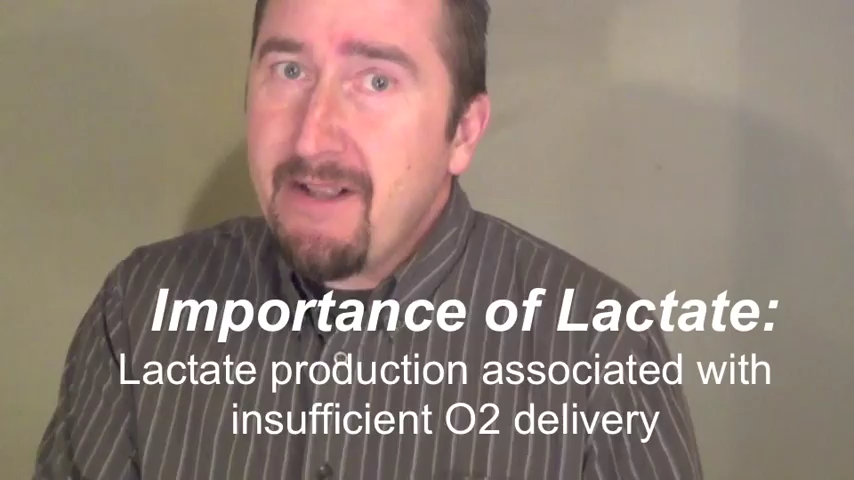 Importance of Lactate:
Lactate production associated with
insufficient O2 delivery